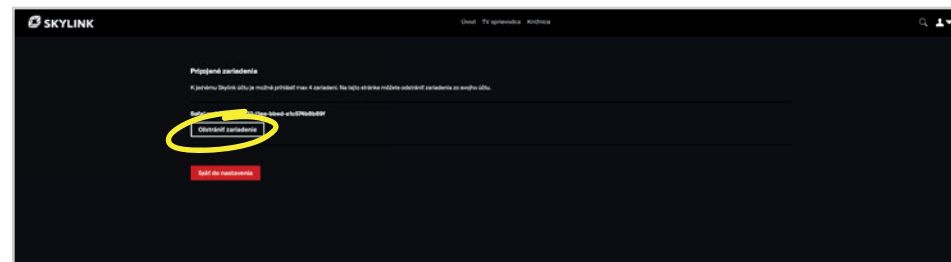 SKYLINK
Úvod TV sprievodca Knižnica
Pripojené zariadenia
K jednému Skylink účtu je možné prihlásiť max 4 zariadení. Na tejto stránke môžete odstrániť zariadenia zo svojho účtu.
Odstrániť zariadenie
Späť do nastavenia